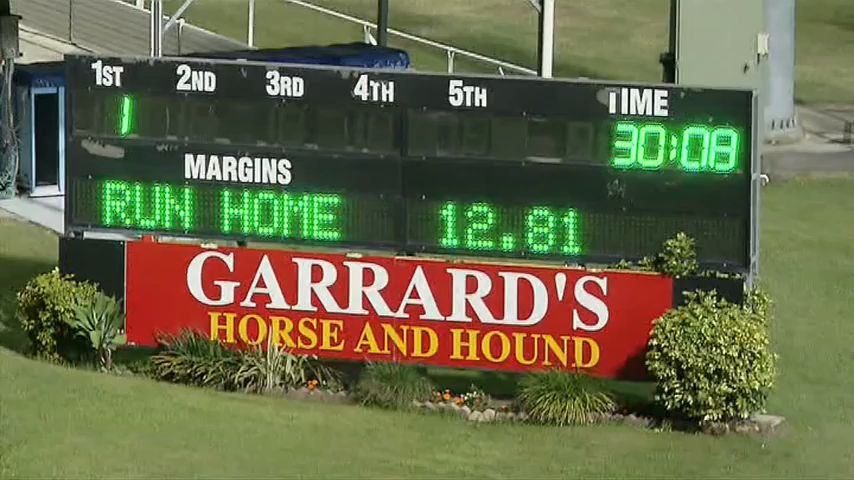 1ST 2ND 3RD 4TH 5TH TIME
1 30:08
MARGINS
RUN HOME 12.81
GARRARD'S
HORSE AND HOUND